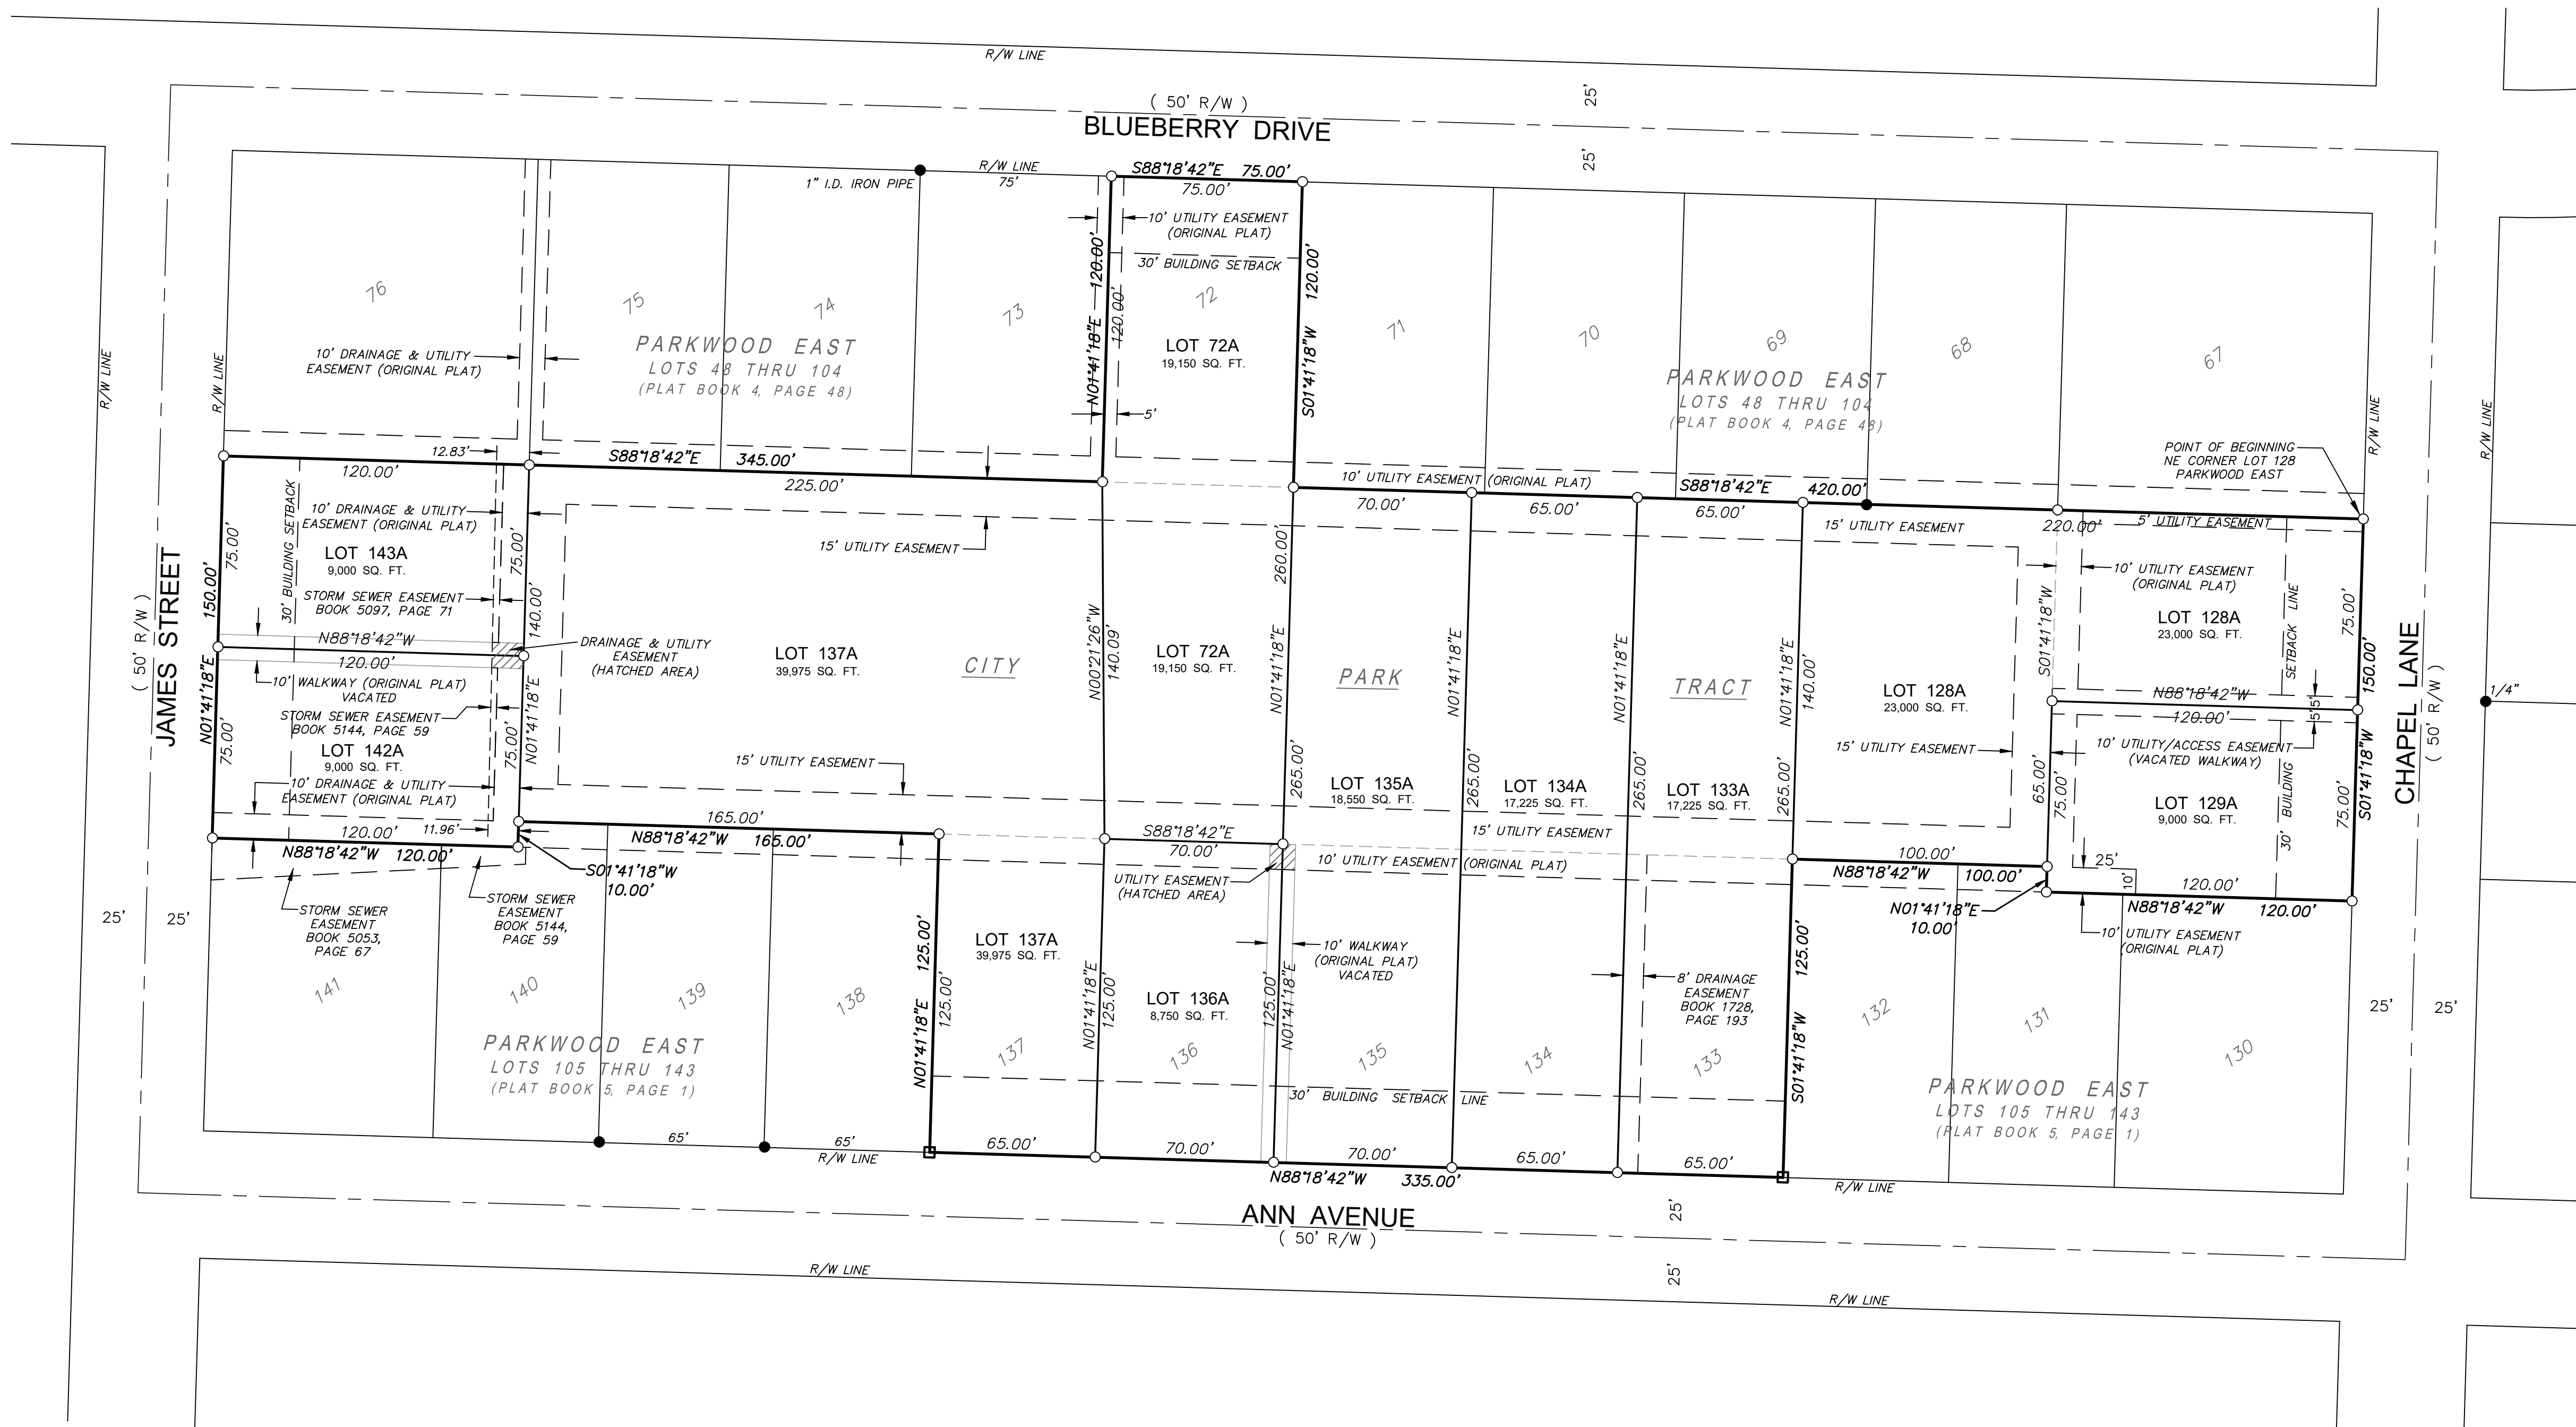 R/W LINE
( 50' R/W )
BLUEBERRY DRIVE
25'
25'
R/W LINE
75'
1" I.D. IRON PIPE
S88°18'42"E 75.00'
75.00'
10' UTILITY EASEMENT
(ORIGINAL PLAT)
30' BUILDING SETBACK
N01°41'18"E 120.00'
120.00'
S01°41'18"W 120.00'
72
LOT 72A
19,150 SQ. FT.
5'
76
75
74
73
71
70
69
68
67
10' DRAINAGE & UTILITY
EASEMENT (ORIGINAL PLAT)
PARKWOOD EAST
LOTS 48 THRU 104
(PLAT BOOK 4, PAGE 48)
PARKWOOD EAST
LOTS 48 THRU 104
(PLAT BOOK 4, PAGE 48)
R/W LINE
R/W LINE
R/W LINE
R/W LINE
POINT OF BEGINNING
NE CORNER LOT 128
PARKWOOD EAST
12.83'
120.00'
S88°18'42"E 345.00'
225.00'
10' UTILITY EASEMENT (ORIGINAL PLAT)
S88°18'42"E 420.00'
70.00'
65.00'
65.00'
220.00'
15' UTILITY EASEMENT
5' UTILITY EASEMENT
30' BUILDING SETBACK
10' DRAINAGE & UTILITY
EASEMENT (ORIGINAL PLAT)
75.00'
75.00'
LOT 143A
9,000 SQ. FT.
STORM SEWER EASEMENT
BOOK 5097, PAGE 71
150.00'
N01°41'18"E
140.00'
N01°41'18"E
N88°18'42"W
120.00'
DRAINAGE & UTILITY
EASEMENT
(HATCHED AREA)
10' WALKWAY (ORIGINAL PLAT)
VACATED
STORM SEWER EASEMENT
BOOK 5144, PAGE 59
LOT 142A
9,000 SQ. FT.
75.00'
75.00'
10' DRAINAGE & UTILITY
EASEMENT (ORIGINAL PLAT)
JAMES STREET
( 50' R/W )
15' UTILITY EASEMENT
LOT 137A
39,975 SQ. FT.
CITY
15' UTILITY EASEMENT
N00°21'26"W
140.09'
LOT 72A
19,150 SQ. FT.
260.00'
N01°41'18"E
265.00'
PARK
LOT 135A
18,550 SQ. FT.
N01°41'18"E
265.00'
LOT 134A
17,225 SQ. FT.
N01°41'18"E
265.00'
TRACT
LOT 133A
17,225 SQ. FT.
N01°41'18"E
140.00'
265.00'
LOT 128A
23,000 SQ. FT.
15' UTILITY EASEMENT
10' UTILITY EASEMENT
(ORIGINAL PLAT)
S01°41'18"W
LOT 128A
23,000 SQ. FT.
SETBACK LINE
75.00'
N88°18'42"W
120.00'
5'
5'
150.00'
S01°41'18"W
10' UTILITY/ACCESS EASEMENT
(VACATED WALKWAY)
65.00'
75.00'
LOT 129A
9,000 SQ. FT.
30' BUILDING
75.00'
CHAPEL LANE
( 50' R/W )
1/4"
120.00'
11.96'
N88°18'42"W 120.00'
S01°41'18"W
10.00'
165.00'
N88°18'42"W 165.00'
S88°18'42"E
70.00'
UTILITY EASEMENT
(HATCHED AREA)
15' UTILITY EASEMENT
10' UTILITY EASEMENT (ORIGINAL PLAT)
100.00'
N88°18'42"W 100.00'
25'
10'
120.00'
N88°18'42"W 120.00'
N01°41'18"E
10.00'
10' UTILITY EASEMENT
(ORIGINAL PLAT)
STORM SEWER
EASEMENT
BOOK 5053,
PAGE 67
STORM SEWER
EASEMENT
BOOK 5144,
PAGE 59
25'
25'
25'
25'
141
140
139
138
137
136
135
134
133
132
131
130
N01°41'18"E 125.00'
125.00'
LOT 137A
39,975 SQ. FT.
N01°41'18"E
125.00'
LOT 136A
8,750 SQ. FT.
125.00'
N01°41'18"E
10' WALKWAY
(ORIGINAL PLAT)
VACATED
8' DRAINAGE
EASEMENT
BOOK 1728,
PAGE 193
S01°41'18"W 125.00'
PARKWOOD EAST
LOTS 105 THRU 143
(PLAT BOOK 5, PAGE 1)
PARKWOOD EAST
LOTS 105 THRU 143
(PLAT BOOK 5, PAGE 1)
30' BUILDING SETBACK LINE
65'
65'
R/W LINE
65.00'
70.00'
70.00'
65.00'
65.00'
N88°18'42"W 335.00'
R/W LINE
25'
ANN AVENUE
( 50' R/W )
25'
R/W LINE
R/W LINE